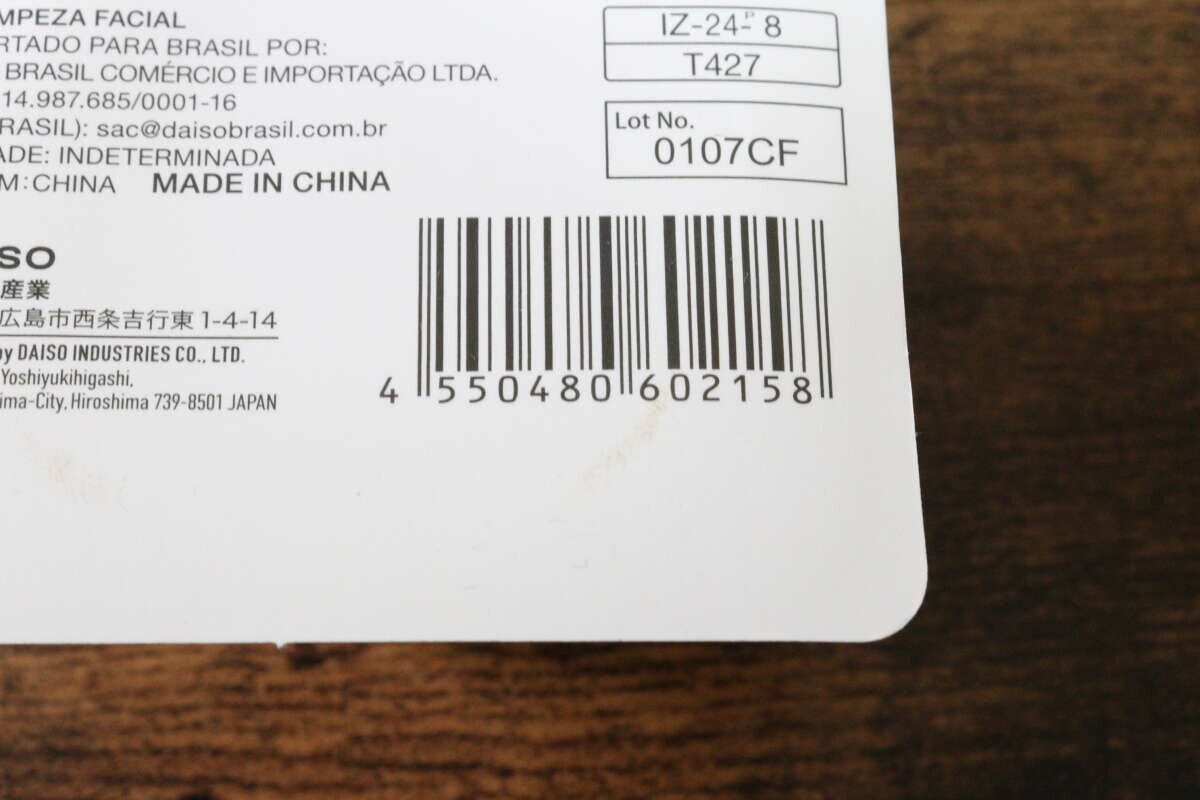 MPEZA FACIAL
RTADO PARA BRASIL POR:
BRASIL COMÉRCIO E IMPORTAÇÃO LTDA.
14.987.685/0001-16
BRASIL): sac@daisobrasil.com.br
ADE: INDETERMINADA
M:CHINA MADE IN CHINA
IZ-24-P 8
T427
Lot No.
0107CF
SO
産業
広島市西条吉行東1-4-14
by DAISO INDUSTRIES CO., LTD.
Yoshiyukihigashi,
ima-City, Hiroshima 739-8501 JAPAN
4 550480 602158